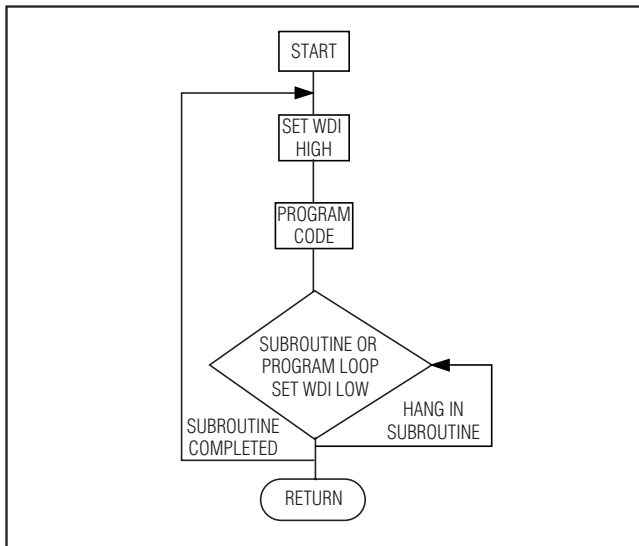 START
SET WDI
HIGH
PROGRAM
CODE
SUBROUTINE OR
PROGRAM LOOP
SET WDI LOW
SUBROUTINE
COMPLETED
HANG IN
SUBROUTINE
RETURN